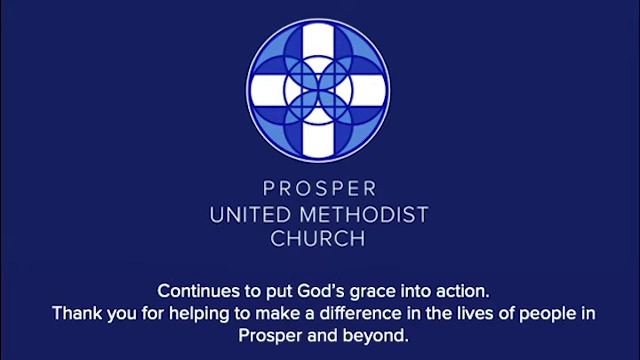 PROSPER
UNITED METHODIST
CHURCH
Continues to put God's grace into action.
Thank you for helping to make a difference in the lives of people in
Prosper and beyond.